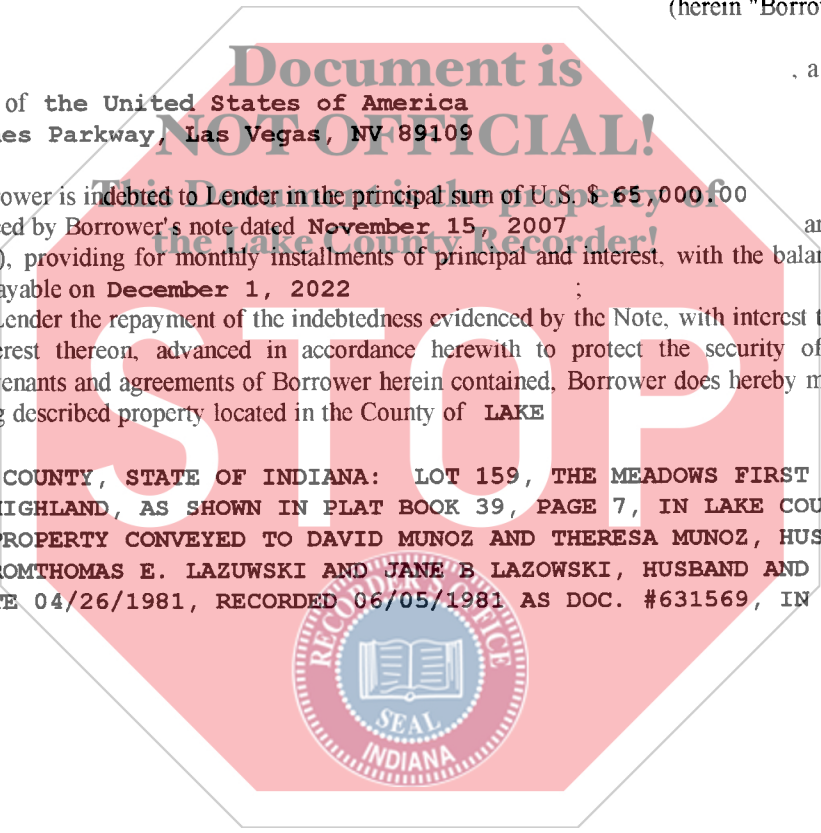 (herein "Borro
Document is
, a
of the United States of America
es Parkway, Las Vegas, NV 89109
NOT OFFICIAL!
rower is indebted to Lender in the principal sum of U.S. $ 65,000.00
This Document is the property of
ced by Borrower's note dated November 15, 2007 an
the Lake County Recorder!
), providing for monthly installments of principal and interest, with the balan
ayable on December 1, 2022 ;
Lender the repayment of the indebtedness evidenced by the Note, with interest t
erest thereon, advanced in accordance herewith to protect the security of
venants and agreements of Borrower herein contained, Borrower does hereby m
g described property located in the County of LAKE
STOP
COUNTY, STATE OF INDIANA: LOT 159, THE MEADOWS FIRST
HIGHLAND, AS SHOWN IN PLAT BOOK 39, PAGE 7, IN LAKE COU
PROPERTY CONVEYED TO DAVID MUNOZ AND THERESA MUNOZ, HUS
ROMTHOMAS E. LAZUWSKI AND JANE B LAZOWSKI, HUSBAND AND
TE 04/26/1981, RECORDED 06/05/1981 AS DOC. #631569, IN
RECORDER'S OFFICE
SEAL
INDIANA